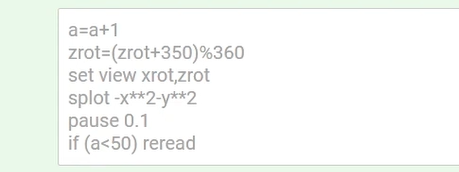 a=a+1
zrot=(zrot+350)%360
set view xrot,zrot
splot -x**2-y**2
pause 0.1
if (a<50) reread